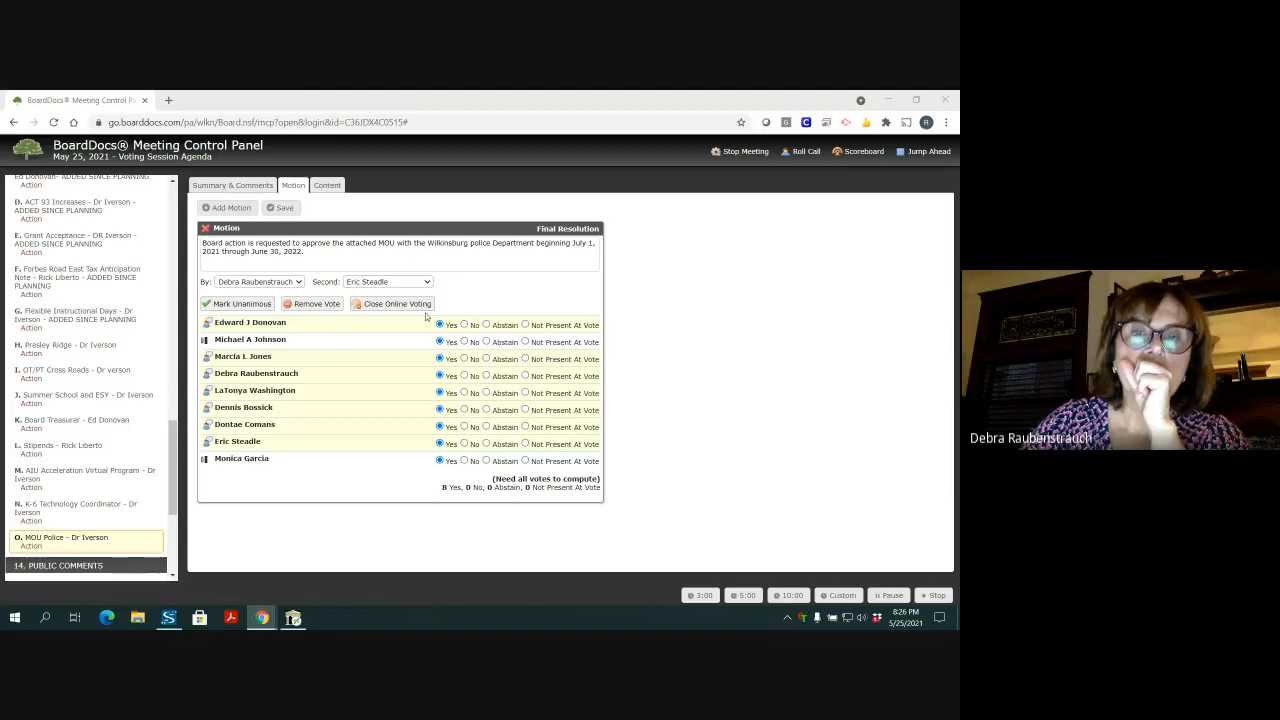 BoardDocs® Meeting Control Pa
go.boarddocs.com/pa/wlkn/Board.nsf/mcp?open&login&id=C36JDX4C0515#
BoardDocs® Meeting Control Panel
May 25, 2021 - Voting Session Agenda
Stop Meeting Roll Call Scoreboard Jump Ahead
Ed Donovan- ADDED SINCE PLANNING
Action
D. ACT 93 Increases - Dr Iverson -
ADDED SINCE PLANNING
Action
E. Grant Acceptance - DR Iverson -
ADDED SINCE PLANNING
Action
F. Forbes Road East Tax Anticipation
Note - Rick Liberto - ADDED SINCE
PLANNING
Action
G. Flexible Instructional Days - Dr
Iverson - ADDED SINCE PLANNING
Action
H. Presley Ridge - Dr Iverson
Action
I. OT/PT Cross Roads - Dr verson
Action
J. Summer School and ESY - Dr Iverson
Action
K. Board Treasurer - Ed Donovan
Action
L. Stipends - Rick Liberto
Action
M. AIU Acceleration Virtual Program - Dr
Iverson
Action
N. K-6 Technology Coordinator - Dr
Iverson
Action
O. MOU Police - Dr Iverson
Action
14. PUBLIC COMMENTS
Summary & Comments Motion Content
Add Motion Save
Motion Final Resolution
Board action is requested to approve the attached MOU with the Wilkinsburg police Department beginning July 1,
2021 through June 30, 2022.
By: Debra Raubenstrauch Second: Eric Steadle
Mark Unanimous Remove Vote Close Online Voting
Edward J Donovan Yes No Abstain Not Present At Vote
Michael A Johnson Yes No Abstain Not Present At Vote
Marcia L Jones Yes No Abstain Not Present At Vote
Debra Raubenstrauch Yes No Abstain Not Present At Vote
LaTonya Washington Yes No Abstain Not Present At Vote
Dennis Bossick Yes No Abstain Not Present At Vote
Dontae Comans Yes No Abstain Not Present At Vote
Eric Steadle Yes No Abstain Not Present At Vote
Monica Garcia Yes No Abstain Not Present At Vote
(Need all votes to compute)
8 Yes, 0 No, 0 Abstain, 0 Not Present At Vote
3:00 5:00 10:00 Custom Pause Stop
8:26 PM
5/25/2021
Debra Raubenstrauch